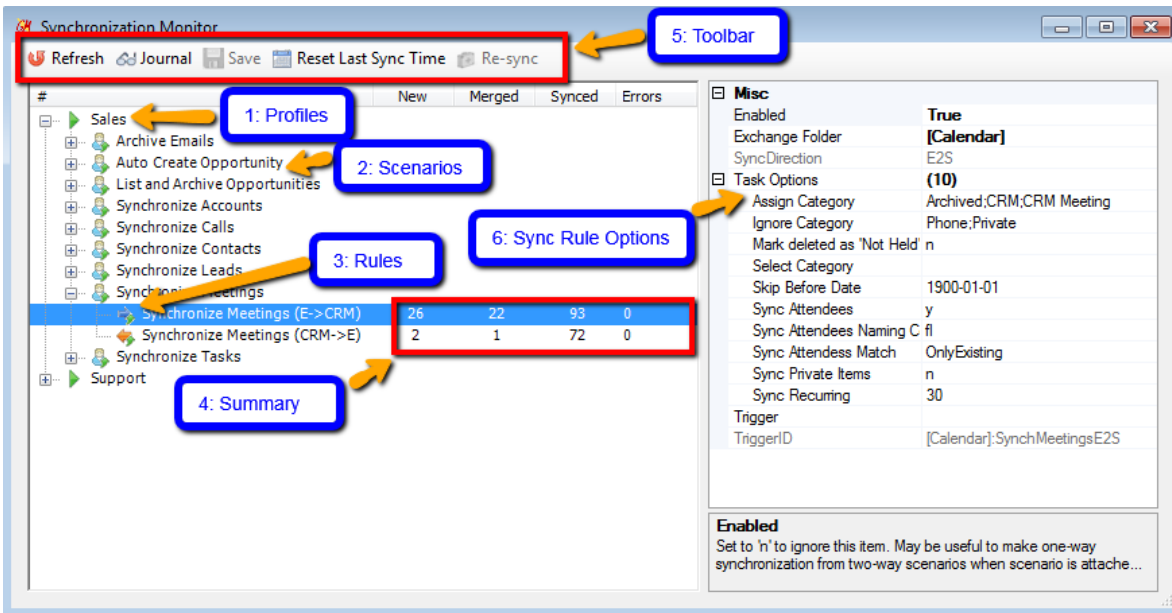 Synchronization Monitor
5: Toolbar
Refresh Journal Save Reset Last Sync Time Re-sync
# New Merged Synced Errors
Sales
1: Profiles
Archive Emails
Auto Create Opportunity
2: Scenarios
List and Archive Opportunities
Synchronize Accounts
Synchronize Calls
Synchronize Contacts
3: Rules
Synchronize Leads
Synchronize Meetings
Synchronize Meetings (E->CRM) 26 22 93 0
Synchronize Meetings (CRM->E) 2 1 72 0
Synchronize Tasks
Support
4: Summary
6: Sync Rule Options
Misc
Enabled True
Exchange Folder [Calendar]
SyncDirection E2S
Task Options (10)
Assign Category Archived;CRM;CRM Meeting
Ignore Category Phone;Private
Mark deleted as 'Not Held' n
Select Category
Skip Before Date 1900-01-01
Sync Attendees y
Sync Attendees Naming C fl
Sync Attendess Match OnlyExisting
Sync Private Items n
Sync Recurring 30
Trigger
TriggerID [Calendar]:SynchMeetingsE2S
Enabled
Set to 'n' to ignore this item. May be useful to make one-way
synchronization from two-way scenarios when scenario is attache...